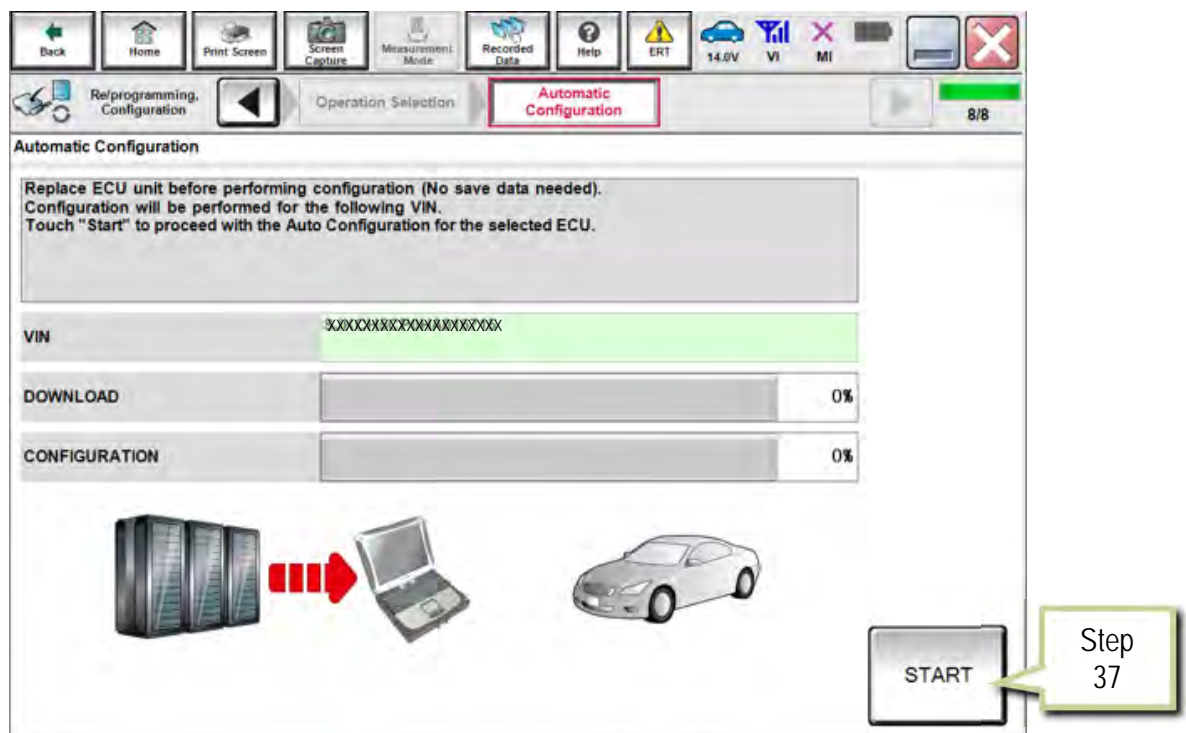 Back
Home
Print Screen
Screen
Capture
Measurement
Mode
Recorded
Data
Help
ERT
14.0V
VI
MI
Re/programming,
Configuration
Operation Selection
Automatic
Configuration
8/8
Automatic Configuration
Replace ECU unit before performing configuration (No save data needed).
Configuration will be performed for the following VIN.
Touch "Start" to proceed with the Auto Configuration for the selected ECU.
VIN
DOWNLOAD
0%
CONFIGURATION
0%
START
Step
37